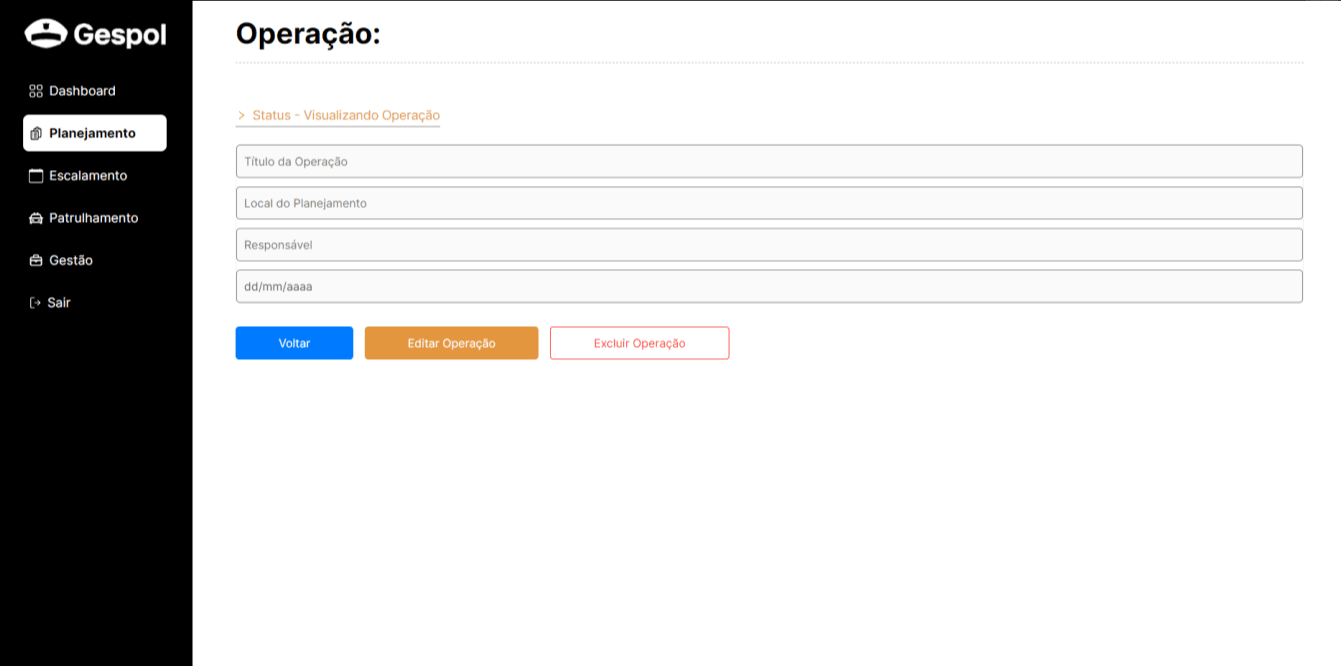 Gespol
Dashboard
Planejamento
Escalamento
Patrulhamento
Gestão
Sair
Operação:
> Status - Visualizando Operação
Título da Operação
Local do Planejamento
Responsável
dd/mm/aaaa
Voltar
Editar Operação
Excluir Operação